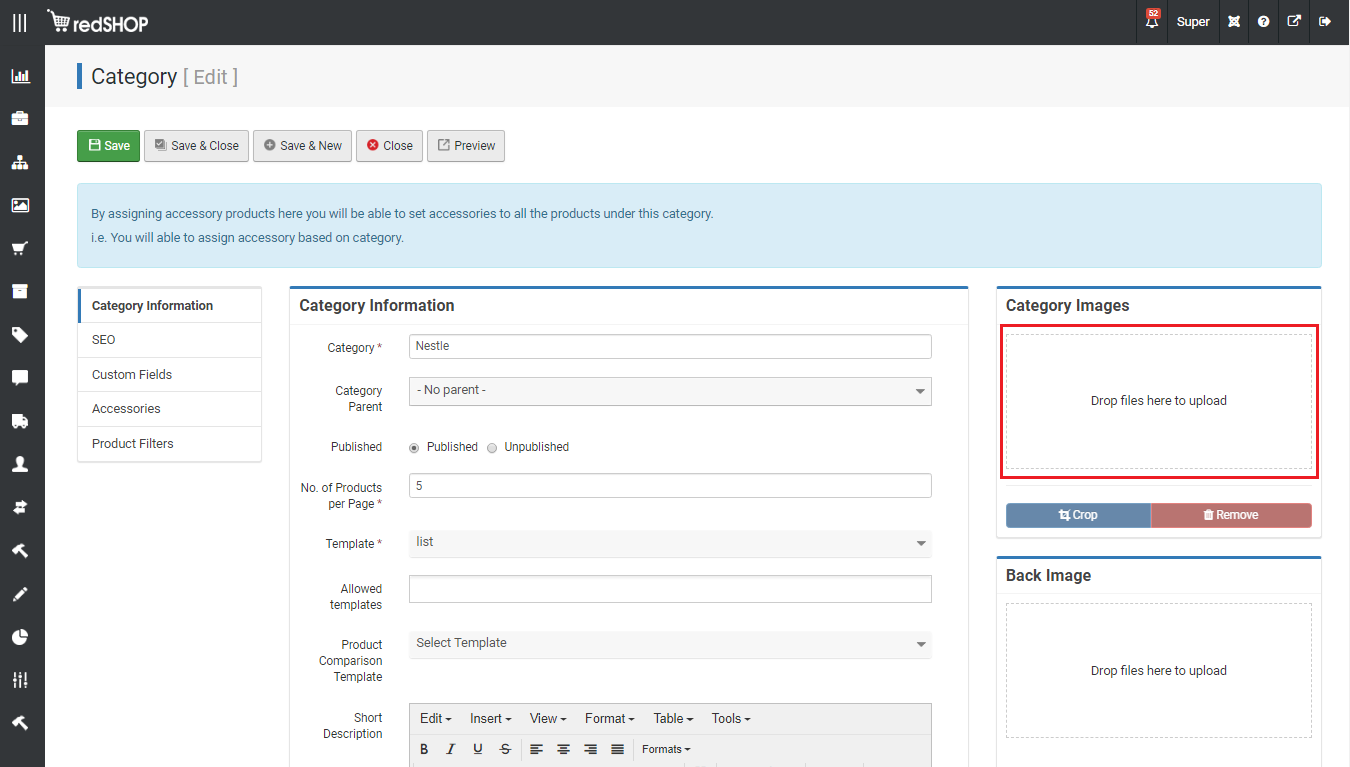 redSHOP
52
Super
Category [ Edit ]
Save
Save & Close
Save & New
Close
Preview
By assigning accessory products here you will be able to set accessories to all the products under this category.
i.e. You will able to assign accessory based on category.
Category Information
SEO
Custom Fields
Accessories
Product Filters
Category Information
Category *
Nestle
Category
Parent
- No parent -
Published
Published
Unpublished
No. of Products
per Page *
5
Template *
list
Allowed
templates
Product
Comparison
Template
Select Template
Short
Description
Edit
Insert
View
Format
Table
Tools
B I U S
Formats
Category Images
Drop files here to upload
Crop
Remove
Back Image
Drop files here to upload